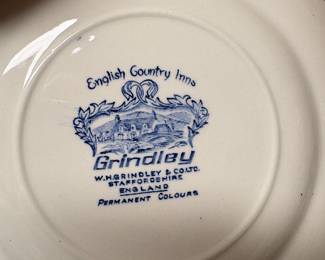 English Country Inns
Grindley
W.H.GRINDLEY & CO.LTD.
STAFFORDSHIRE
ENGLAND
PERMANENT COLOURS